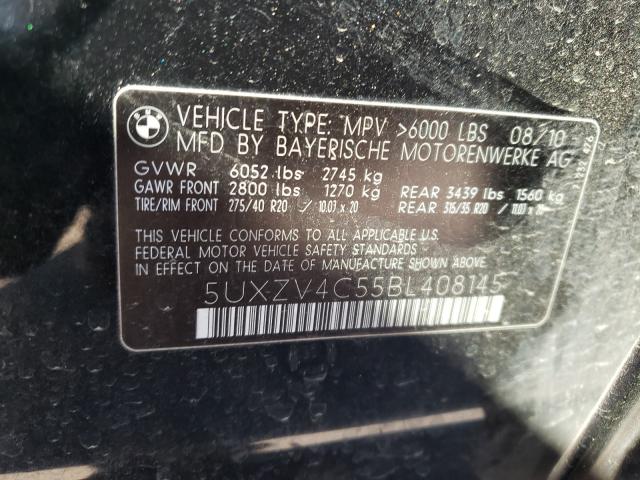 BMW
VEHICLE TYPE: MPV >6000 LBS 08/10
MFD BY BAYERISCHE MOTORENWERKE AG
GVWR 6052 lbs 2745 kg
GAWR FRONT 2800 lbs 1270 kg REAR 3439 lbs 1560 kg
TIRE/RIM FRONT 275/40 R20 // 10.0J x 20 REAR 315/35 R20 // 11.0J x 20
THIS VEHICLE CONFORMS TO ALL APPLICABLE U.S.
FEDERAL MOTOR VEHICLE SAFETY STANDARDS
IN EFFECT ON THE DATE OF MANUFACTURE SHOWN ABOVE.
5UXZV4C55BL408145